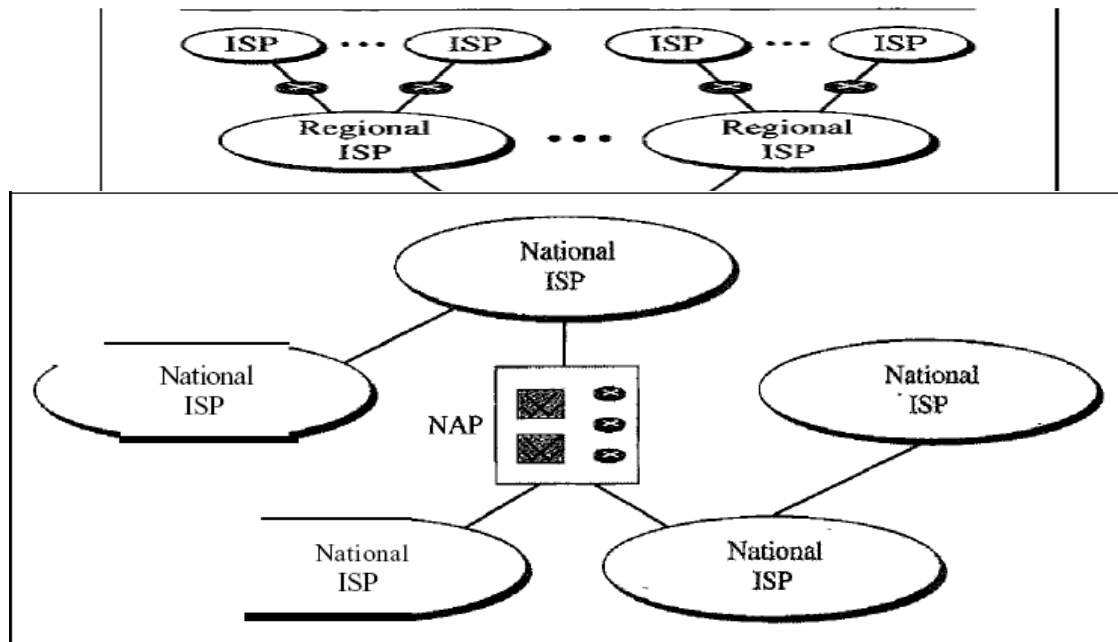 ISP ••• ISP ISP ••• ISP
Regional ••• Regional
ISP ISP
National
ISP
National
ISP
National
ISP
NAP
National
ISP
National
ISP